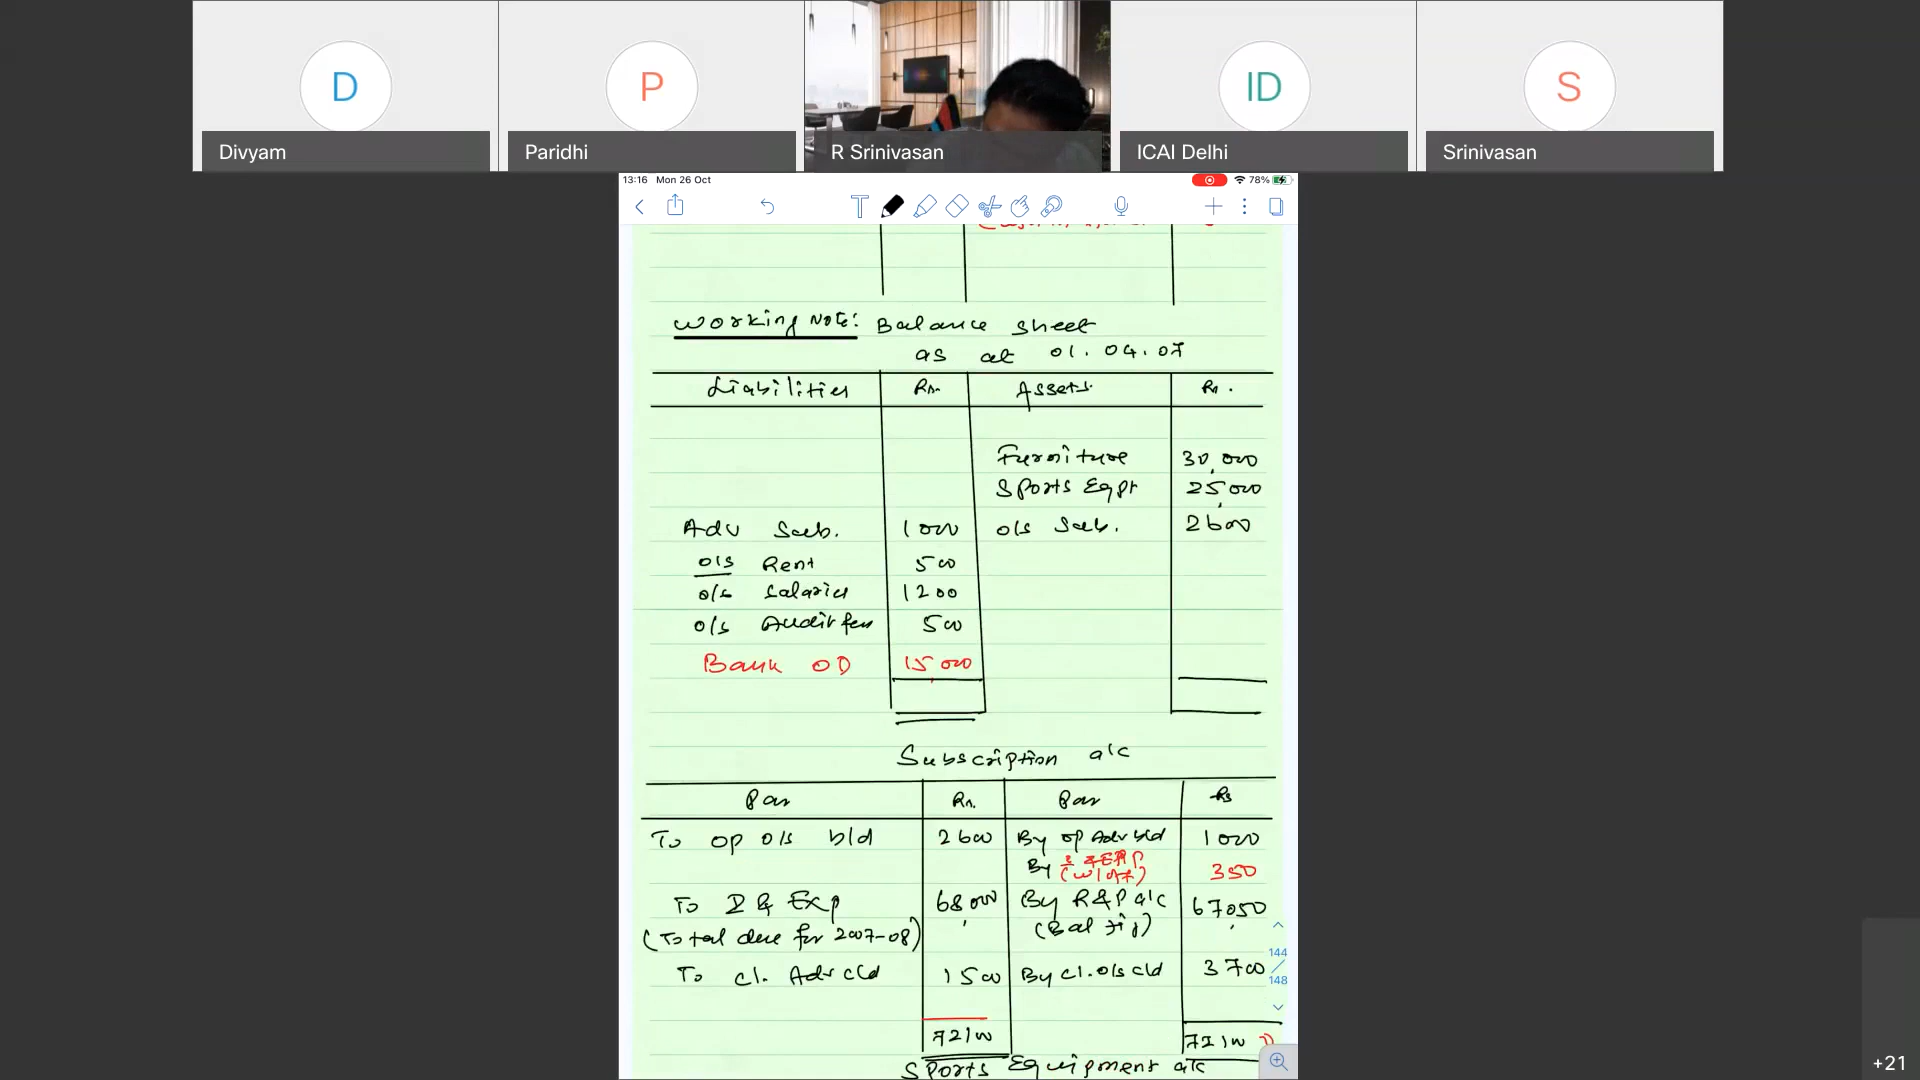 D P ID S
Divyam Paridhi R Srinivasan ICAI Delhi Srinivasan
13:16 Mon 26 Oct 78%
Working Note: Balance Sheet
as at 01.04.07
Liabilities Rs. Assets Rs.
Furniture 30,000
Sports Eqpt 25,000
Adv Sub. 1000 O/s Sub. 2600
O/s Rent 500
O/s Salaries 1200
O/s Audit fees 500
Bank OD 15,000
Subscription a/c
Par Rs. Par Rs
To op o/s b/d 2600 By op Adv b/d 1000
By (w/off) 350
To I & Exp 68,000 By R&P a/c 67,050
(Total due for 2007-08) (Bal fig)
To cl. Adv c/d 1500 By cl. o/s c/d 3700
144
148
72100 72100
Sports Equipment a/c
+21